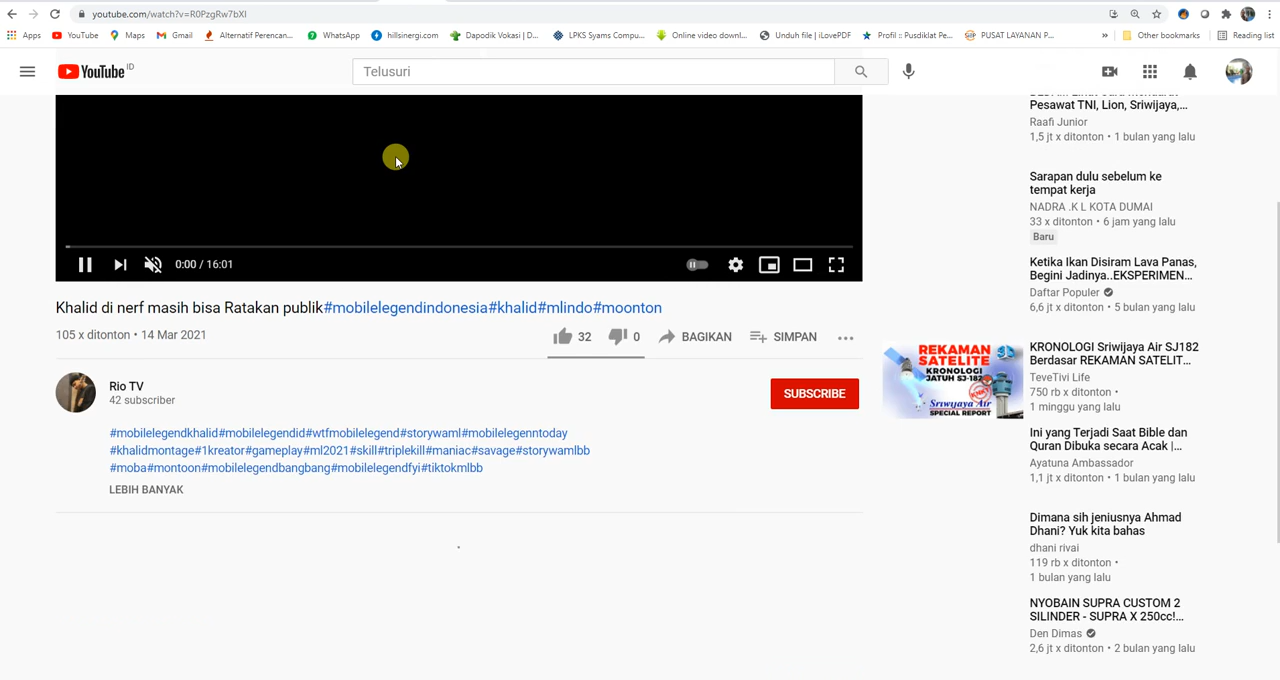 youtube.com/watch?v=R0PzgRw7bXI
Apps YouTube Maps Gmail Alternatif Perencan... WhatsApp hillsinergi.com Dapodik Vokasi | D... LPKS Syams Compu... Online video downl... Unduh file | iLovePDF Profil :: Pusdiklat Pe... PUSAT LAYANAN P... » Other bookmarks Reading list
YouTube ID
Telusuri
0:00 / 16:01
Khalid di nerf masih bisa Ratakan publik#mobilelegendindonesia#khalid#mlindo#moonton
105 x ditonton • 14 Mar 2021
32 0 BAGIKAN SIMPAN ...
Rio TV
42 subscriber
SUBSCRIBE
#mobilelegendkhalid#mobilelegendid#wtfmobilelegend#storywaml#mobilelegenntoday
#khalidmontage#1kreator#gameplay#ml2021#skill#triplekill#maniac#savage#storywamlbb
#moba#montoon#mobilelegendbangbang#mobilelegendfyi#tiktokmlbb
LEBIH BANYAK
Pesawat TNI, Lion, Sriwijaya,...
Raafi Junior
1,5 jt x ditonton • 1 bulan yang lalu
Sarapan dulu sebelum ke
tempat kerja
NADRA .K L KOTA DUMAI
33 x ditonton • 6 jam yang lalu
Baru
Ketika Ikan Disiram Lava Panas,
Begini Jadinya..EKSPERIMEN...
Daftar Populer
6,6 jt x ditonton • 5 bulan yang lalu
REKAMAN
SATELITE
KRONOLOGI
JATUH SJ-182
Sriwijaya Air
SPECIAL REPORT
KRONOLOGI Sriwijaya Air SJ182
Berdasar REKAMAN SATELIT...
TeveTivi Life
750 rb x ditonton •
1 minggu yang lalu
Ini yang Terjadi Saat Bible dan
Quran Dibuka secara Acak |...
Ayatuna Ambassador
1,1 jt x ditonton • 1 bulan yang lalu
Dimana sih jeniusnya Ahmad
Dhani? Yuk kita bahas
dhani rivai
119 rb x ditonton •
1 bulan yang lalu
NYOBAIN SUPRA CUSTOM 2
SILINDER - SUPRA X 250cc!...
Den Dimas
2,6 jt x ditonton • 2 bulan yang lalu